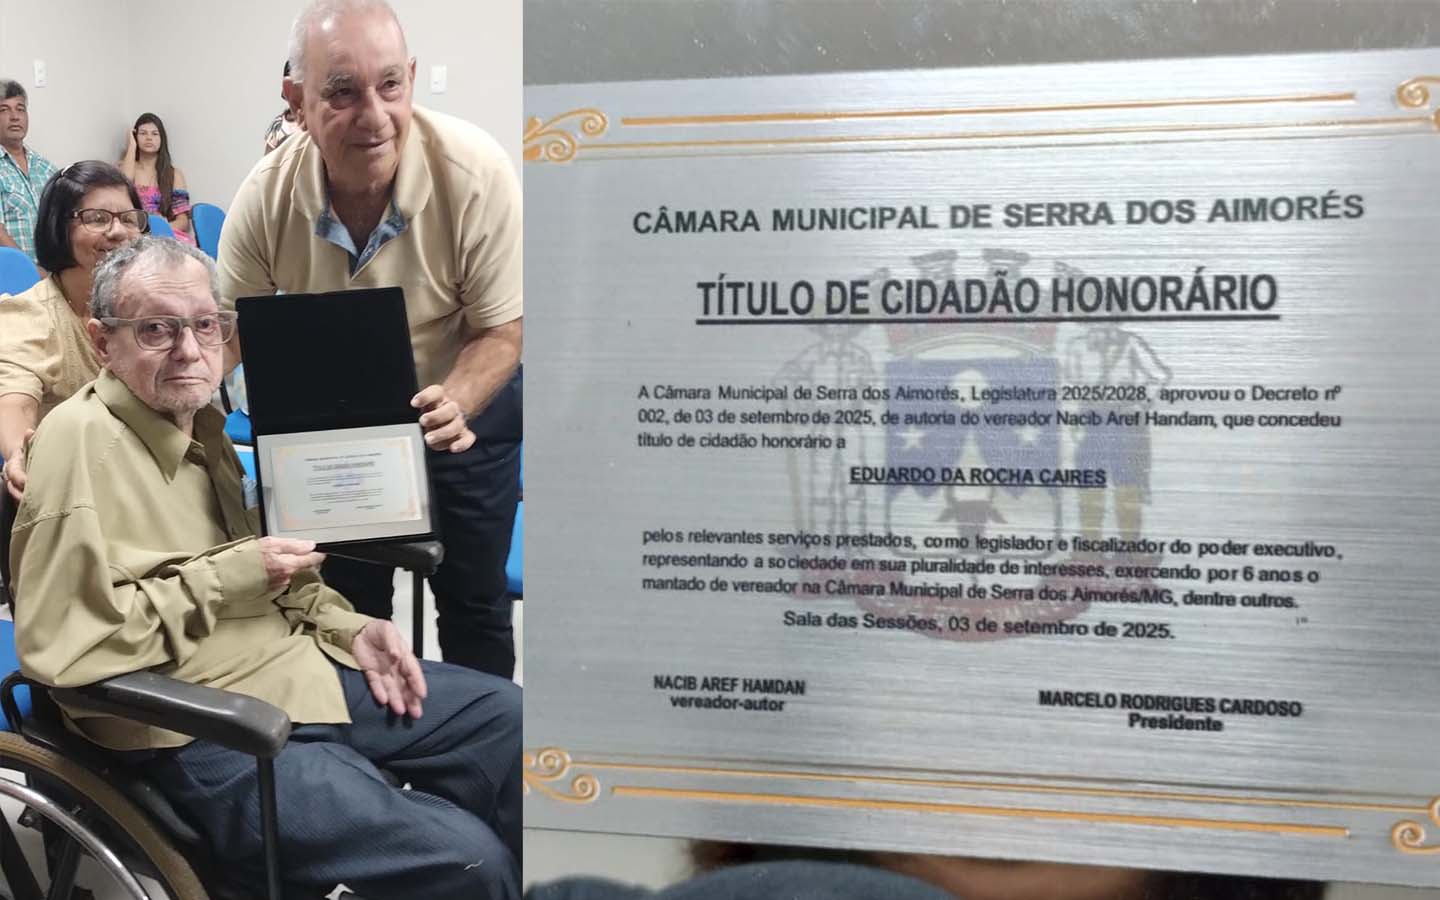 CÂMARA MUNICIPAL DE SERRA DOS AIMORÉS
TÍTULO DE CIDADÃO HONORÁRIO
A Câmara Municipal de Serra dos Aimorés, Legislatura 2025/2028, aprovou o Decreto nº
002, de 03 de setembro de 2025, de autoria do vereador Nacib Aref Handam, que concedeu
título de cidadão honorário a
EDUARDO DA ROCHA CAIRES
pelos relevantes serviços prestados, como legislador e fiscalizador do poder executivo,
representando a sociedade em sua pluralidade de interesses, exercendo por 6 anos o
mantado de vereador na Câmara Municipal de Serra dos Aimorés/MG, dentre outros.
Sala das Sessões, 03 de setembro de 2025.
NACIB AREF HAMDAN
vereador-autor
MARCELO RODRIGUES CARDOSO
Presidente